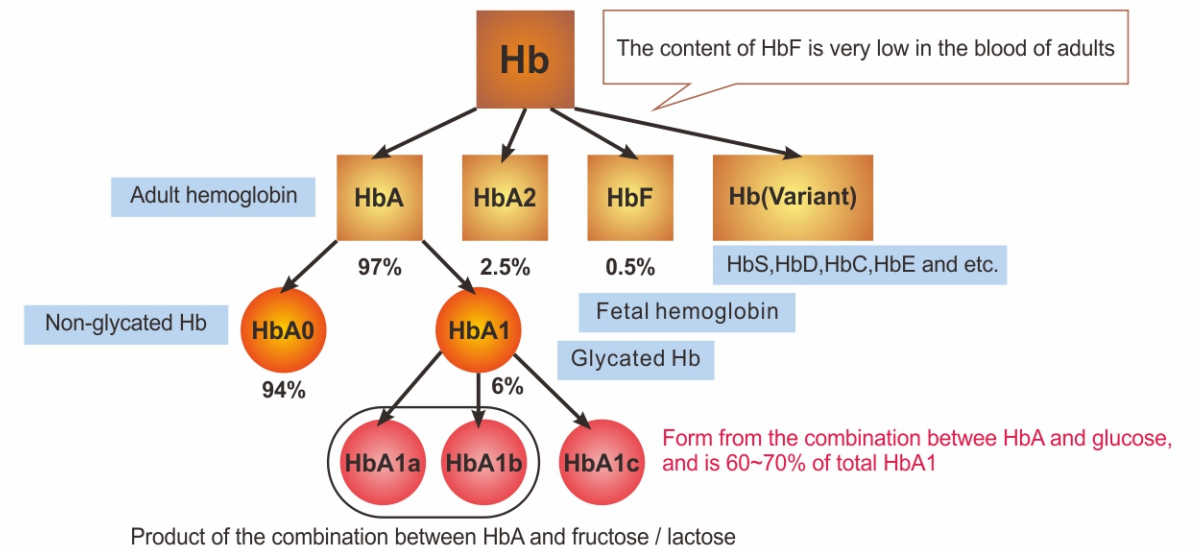 Hb
The content of HbF is very low in the blood of adults
Adult hemoglobin
HbA
HbA2
HbF
Hb(Variant)
97%
2.5%
0.5%
HbS,HbD,HbC,HbE and etc.
Non-glycated Hb
HbA0
HbA1
Fetal hemoglobin
Glycated Hb
94%
6%
HbA1a
HbA1b
HbA1c
Form from the combination betwee HbA and glucose,
and is 60~70% of total HbA1
Product of the combination between HbA and fructose / lactose